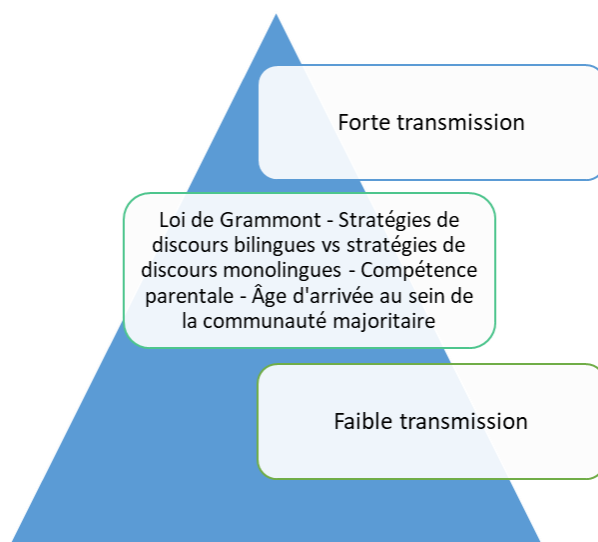 Forte transmission
Loi de Grammont - Stratégies de
discours bilingues vs stratégies de
discours monolingues - Compétence
parentale - Âge d'arrivée au sein de
la communauté majoritaire
Faible transmission